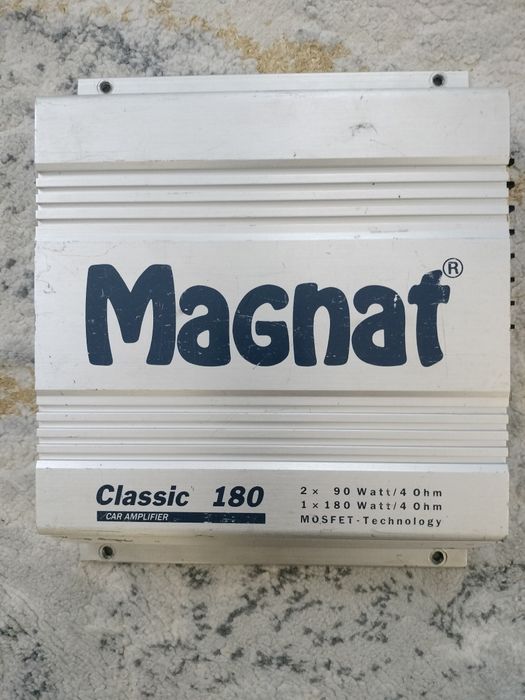 Magnat®
Classic 180
CAR AMPLIFIER
2 x 90 Watt/4 Ohm
1 x 180 Watt/4 Ohm
MOSFET-Technology